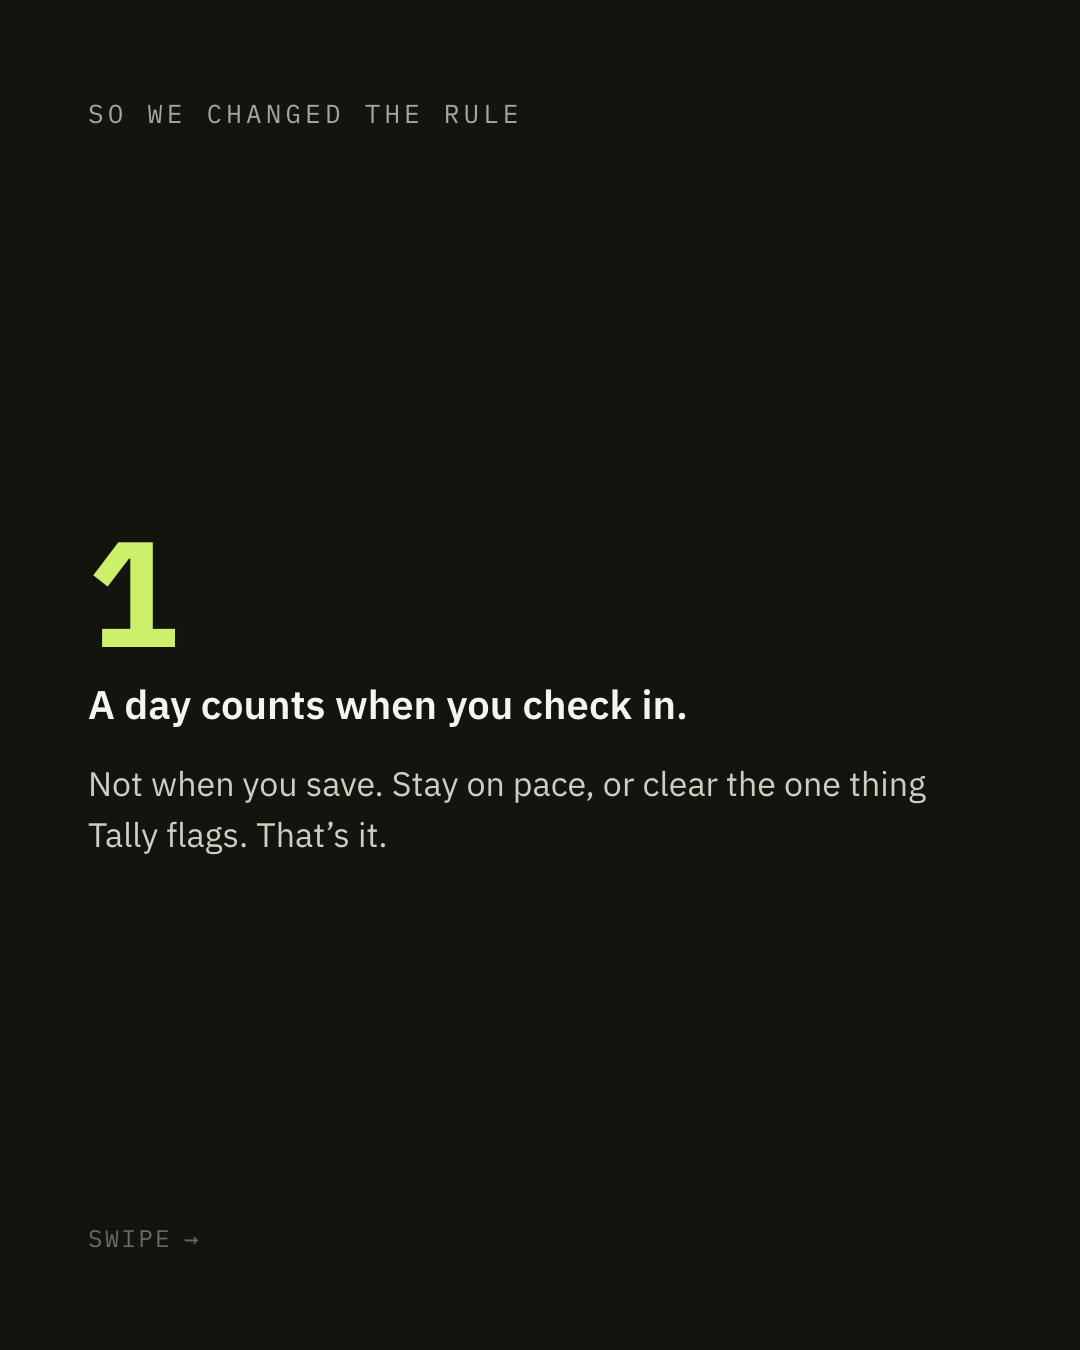 SO WE CHANGED THE RULE
1
A day counts when you check in.
Not when you save. Stay on pace, or clear the one thing
Tally flags. That’s it.
SWIPE →